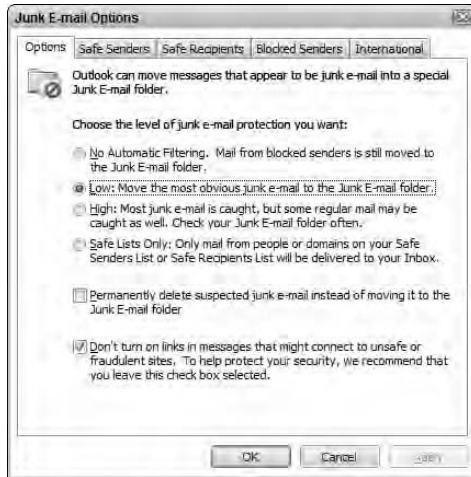 Junk E-mail Options
Options Safe Senders Safe Recipients Blocked Senders International
Outlook can move messages that appear to be junk e-mail into a special
Junk E-mail folder.
Choose the level of junk e-mail protection you want:
No Automatic Filtering. Mail from blocked senders is still moved to
the Junk E-mail folder.
Low: Move the most obvious junk e-mail to the Junk E-mail folder.
High: Most junk e-mail is caught, but some regular mail may be
caught as well. Check your Junk E-mail folder often.
Safe Lists Only: Only mail from people or domains on your Safe
Senders List or Safe Recipients List will be delivered to your Inbox.
Permanently delete suspected junk e-mail instead of moving it to the
Junk E-mail folder
Don't turn on links in messages that might connect to unsafe or
fraudulent sites. To help protect your security, we recommend that
you leave this check box selected.
OK Cancel Apply